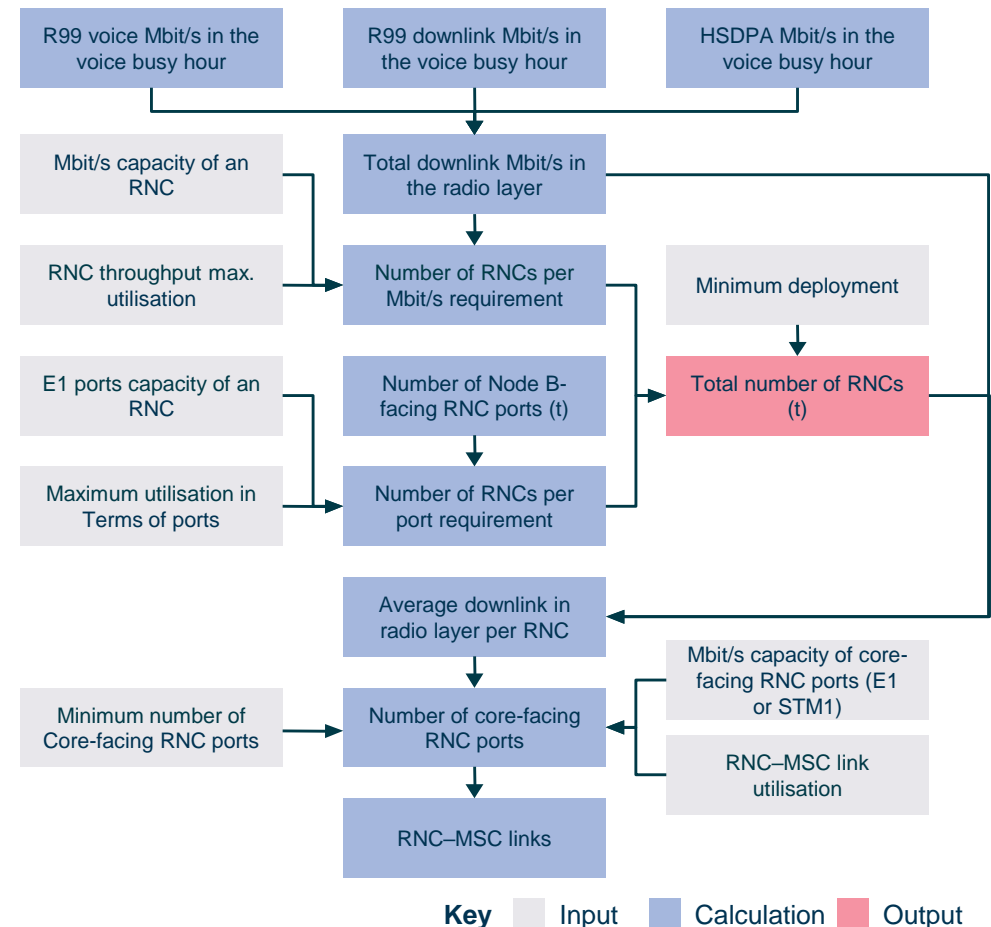 R99 voice Mbit/s in the
voice busy hour
R99 downlink Mbit/s in
the voice busy hour
HSDPA Mbit/s in the
voice busy hour
Mbit/s capacity of an
RNC
Total downlink Mbit/s in
the radio layer
RNC throughput max.
utilisation
Number of RNCs per
Mbit/s requirement
Minimum deployment
E1 ports capacity of an
RNC
Number of Node B-
facing RNC ports (t)
Total number of RNCs
(t)
Maximum utilisation in
Terms of ports
Number of RNCs per
port requirement
Average downlink in
radio layer per RNC
Mbit/s capacity of core-
facing RNC ports (E1
or STM1)
Minimum number of
Core-facing RNC ports
Number of core-facing
RNC ports
RNC–MSC link
utilisation
RNC–MSC links
Key Input Calculation Output